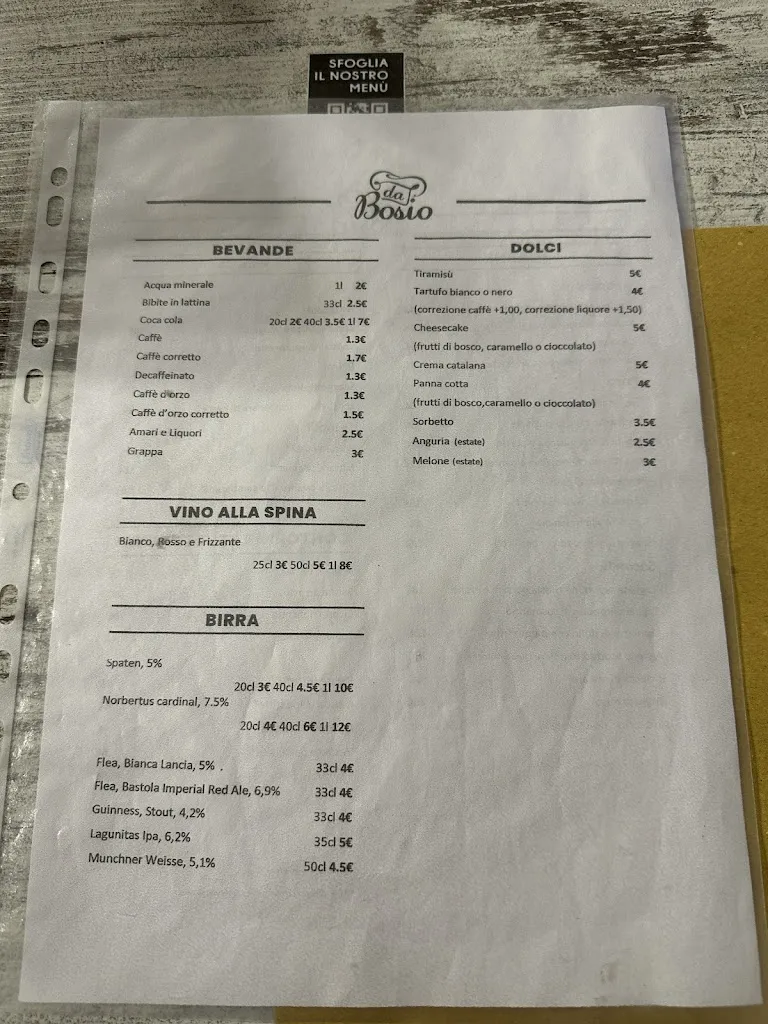 SFOGLIA
IL NOSTRO
MENÙ
da
Bosio
BEVANDE
Acqua minerale 1l 2€
Bibite in lattina 33cl 2.5€
Coca cola 20cl 2€ 40cl 3.5€ 1l 7€
Caffè 1.3€
Caffè corretto 1.7€
Decaffeinato 1.3€
Caffè d'orzo 1.3€
Caffè d'orzo corretto 1.5€
Amari e Liquori 2.5€
Grappa 3€
VINO ALLA SPINA
Bianco, Rosso e Frizzante
25cl 3€ 50cl 5€ 1l 8€
BIRRA
Spaten, 5%
20cl 3€ 40cl 4.5€ 1l 10€
Norbertus cardinal, 7.5%
20cl 4€ 40cl 6€ 1l 12€
Flea, Bianca Lancia, 5% . 33cl 4€
Flea, Bastola Imperial Red Ale, 6,9% 33cl 4€
Guinness, Stout, 4,2% 33cl 4€
Lagunitas Ipa, 6,2% 35cl 5€
Munchner Weisse, 5,1% 50cl 4.5€
DOLCI
Tiramisù 5€
Tartufo bianco o nero 4€
(correzione caffè +1,00, correzione liquore +1,50)
Cheesecake 5€
(frutti di bosco, caramello o cioccolato)
Crema catalana 5€
Panna cotta 4€
(frutti di bosco,caramello o cioccolato)
Sorbetto 3.5€
Anguria (estate) 2.5€
Melone (estate) 3€